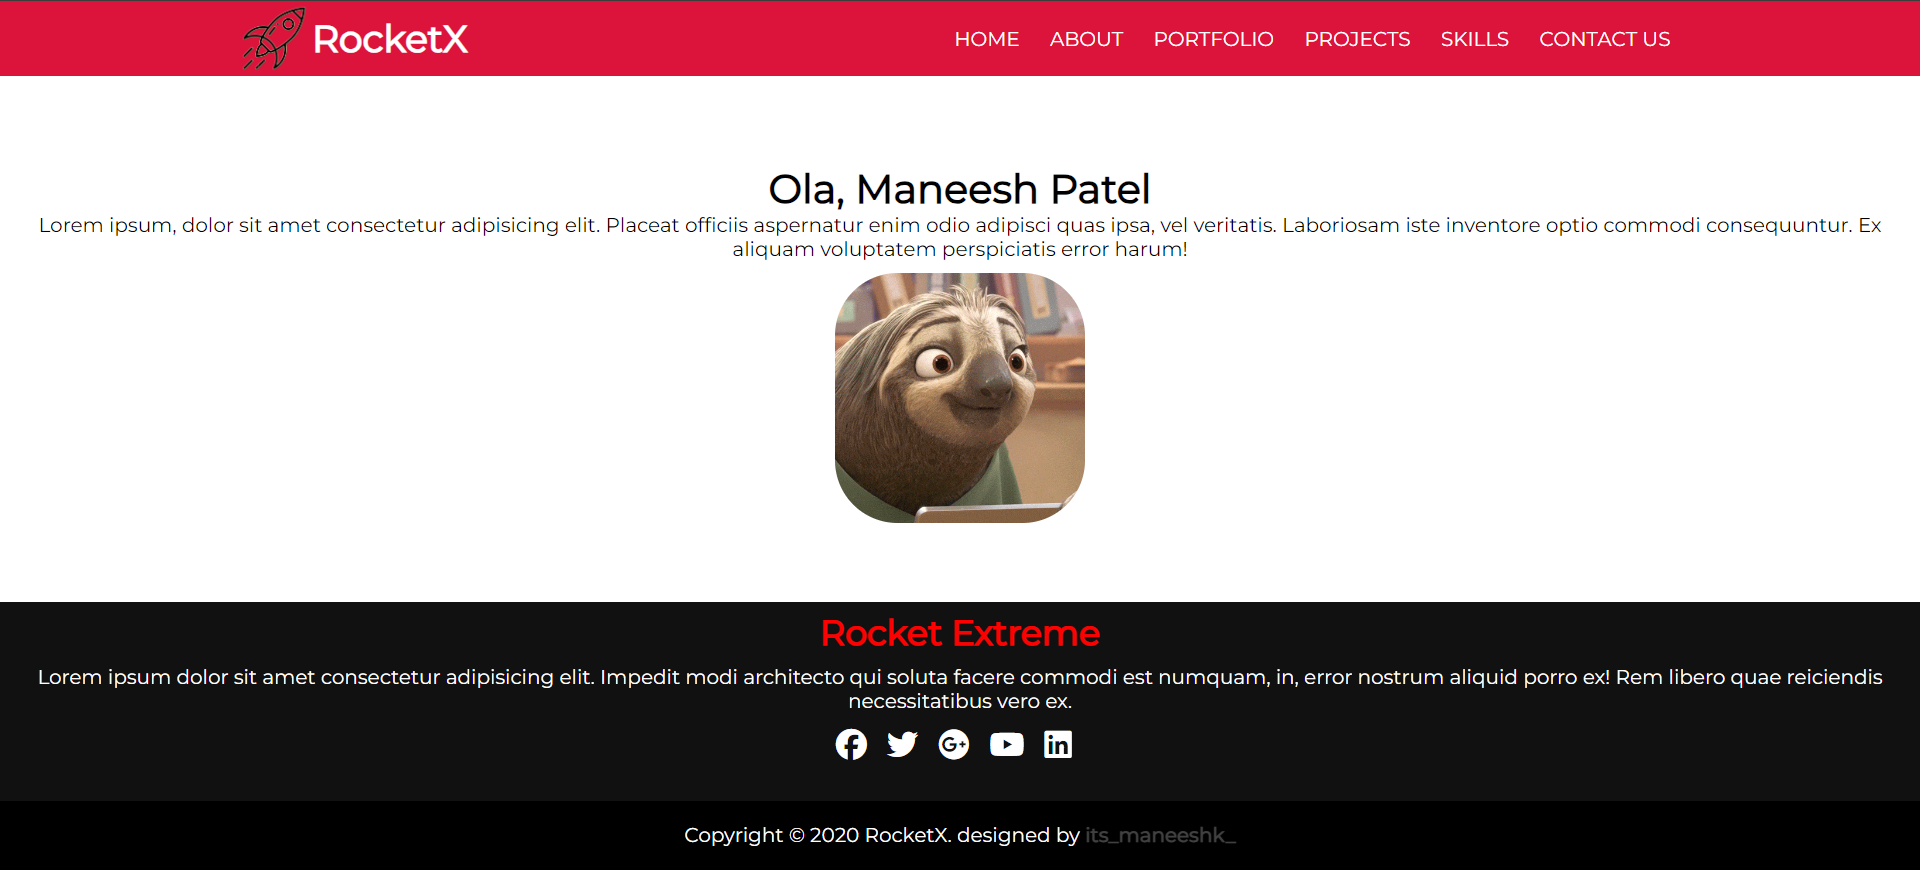 RocketX
HOME ABOUT PORTFOLIO PROJECTS SKILLS CONTACT US
Ola, Maneesh Patel
Lorem ipsum, dolor sit amet consectetur adipisicing elit. Placeat officiis aspernatur enim odio adipisci quas ipsa, vel veritatis. Laboriosam iste inventore optio commodi consequuntur. Ex
aliquam voluptatem perspiciatis error harum!
Rocket Extreme
Lorem ipsum dolor sit amet consectetur adipisicing elit. Impedit modi architecto qui soluta facere commodi est numquam, in, error nostrum aliquid porro ex! Rem libero quae reiciendis
necessitatibus vero ex.
Copyright © 2020 RocketX. designed by its_maneeshk_